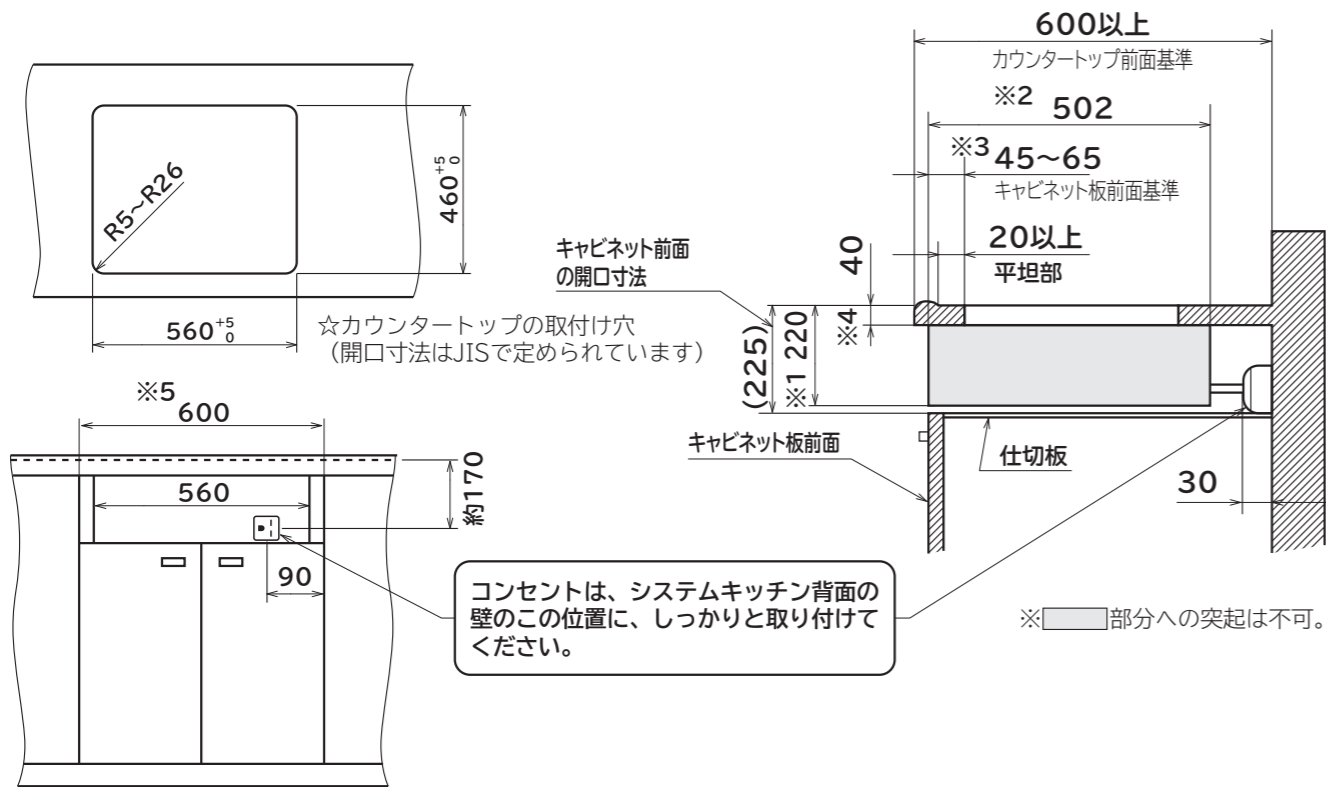 R5～R26
460+5 0
560+5 0
☆カウンタートップの取付け穴
（開口寸法はJISで定められています）
※5
600
560
約170
90
600以上
カウンタートップ前面基準
※2 502
※3 45～65
キャビネット板前面基準
20以上
平坦部
キャビネット前面
の開口寸法
40
※4
(225)
※1 220
キャビネット板前面
仕切板
30
コンセントは、システムキッチン背面の
壁のこの位置に、しっかりと取り付けて
ください。
※ 部分への突起は不可。